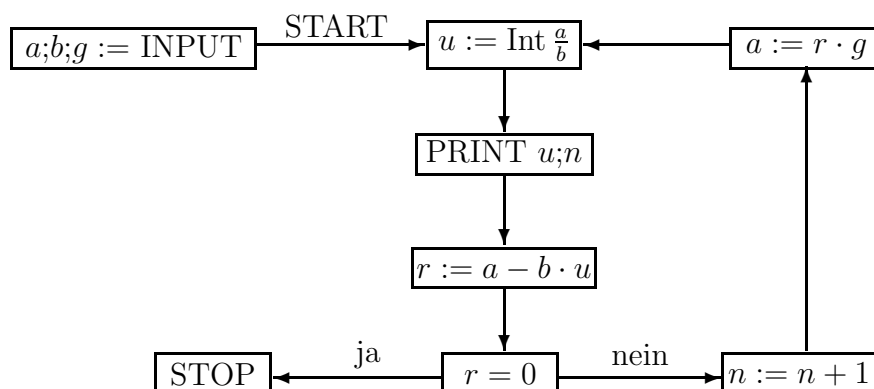 a;b;g := INPUT
START
u := Int a/b
a := r · g
PRINT u;n
r := a − b · u
STOP
ja
r = 0
nein
n := n + 1